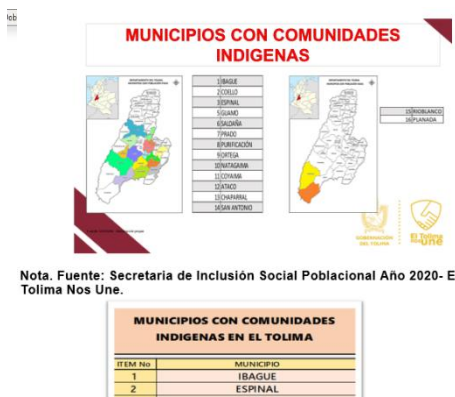 MUNICIPIOS CON COMUNIDADES
INDIGENAS
1 IBAGUE
2 COELLO
3 ESPINAL
5 GUAMO
6 SALDAÑA
7 PRADO
8 PURIFICACIÓN
9 ORTEGA
10 NATAGAIMA
11 COYAIMA
12 ATACO
13 CHAPARRAL
14 SAN ANTONIO
15 RIOBLANCO
16 PLANADA
GOBERNACIÓN
DEL TOLIMA
El Tolima
Nos Une
Nota. Fuente: Secretaria de Inclusión Social Poblacional Año 2020- E
Tolima Nos Une.
MUNICIPIOS CON COMUNIDADES
INDIGENAS EN EL TOLIMA
ITEM No MUNICIPIO
1 IBAGUE
2 ESPINAL